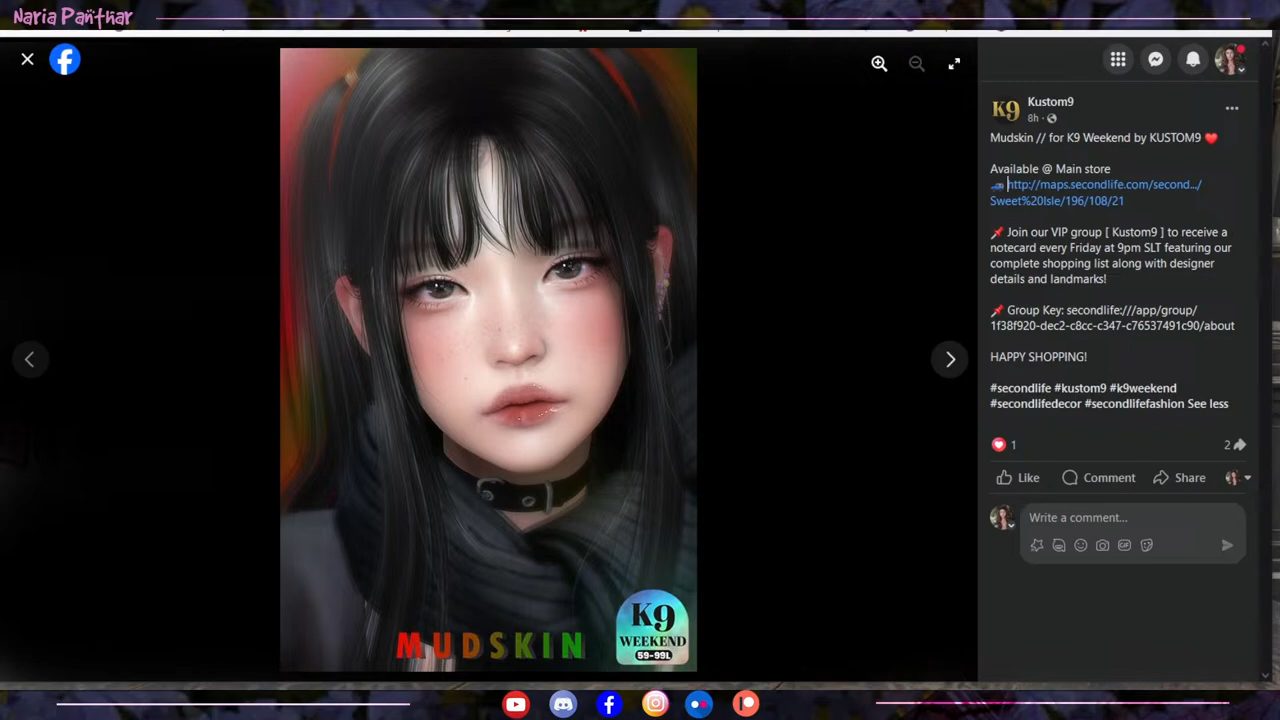 Naria Panthar
K9
Kustom9
8h ·
Mudskin // for K9 Weekend by KUSTOM9 ❤️
Available @ Main store
🚙 http://maps.secondlife.com/second.../
Sweet%20Isle/196/108/21
📌 Join our VIP group [ Kustom9 ] to receive a
notecard every Friday at 9pm SLT featuring our
complete shopping list along with designer
details and landmarks!
📌 Group Key: secondlife:///app/group/
1f38f920-dec2-c8cc-c347-c76537491c90/about
HAPPY SHOPPING!
#secondlife #kustom9 #k9weekend
#secondlifedecor #secondlifefashion See less
1
2
Like
Comment
Share
Write a comment...
GIF
MUDSKIN
K9
WEEKEND
59-99L